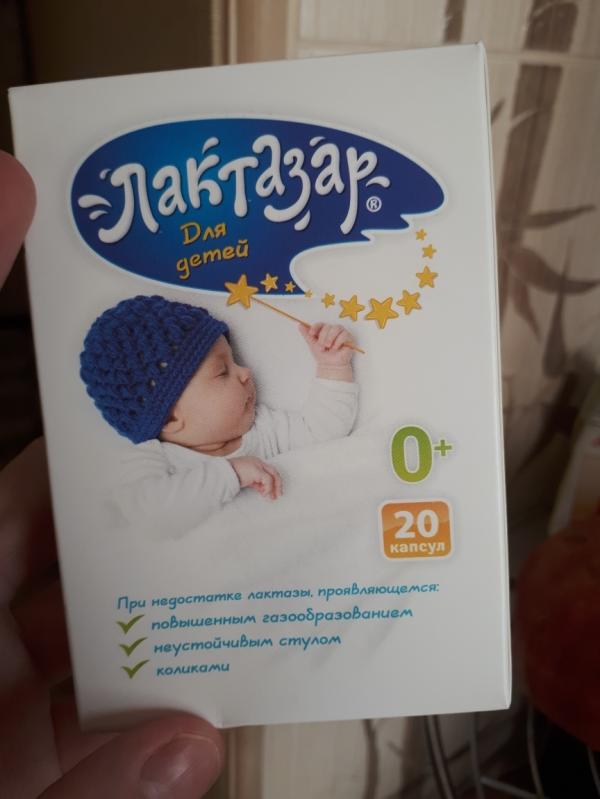 Лактазар®
Для
детей
0+
20
капсул
При недостатке лактазы, проявляющемся:
повышенным газообразованием
неустойчивым стулом
коликами